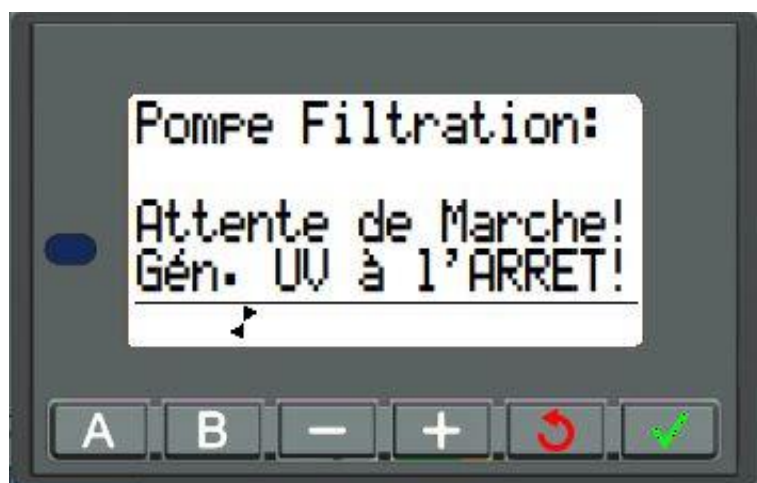 Pompe Filtration:
Attente de Marche!
Gén. UV à l'ARRET!
A B - +